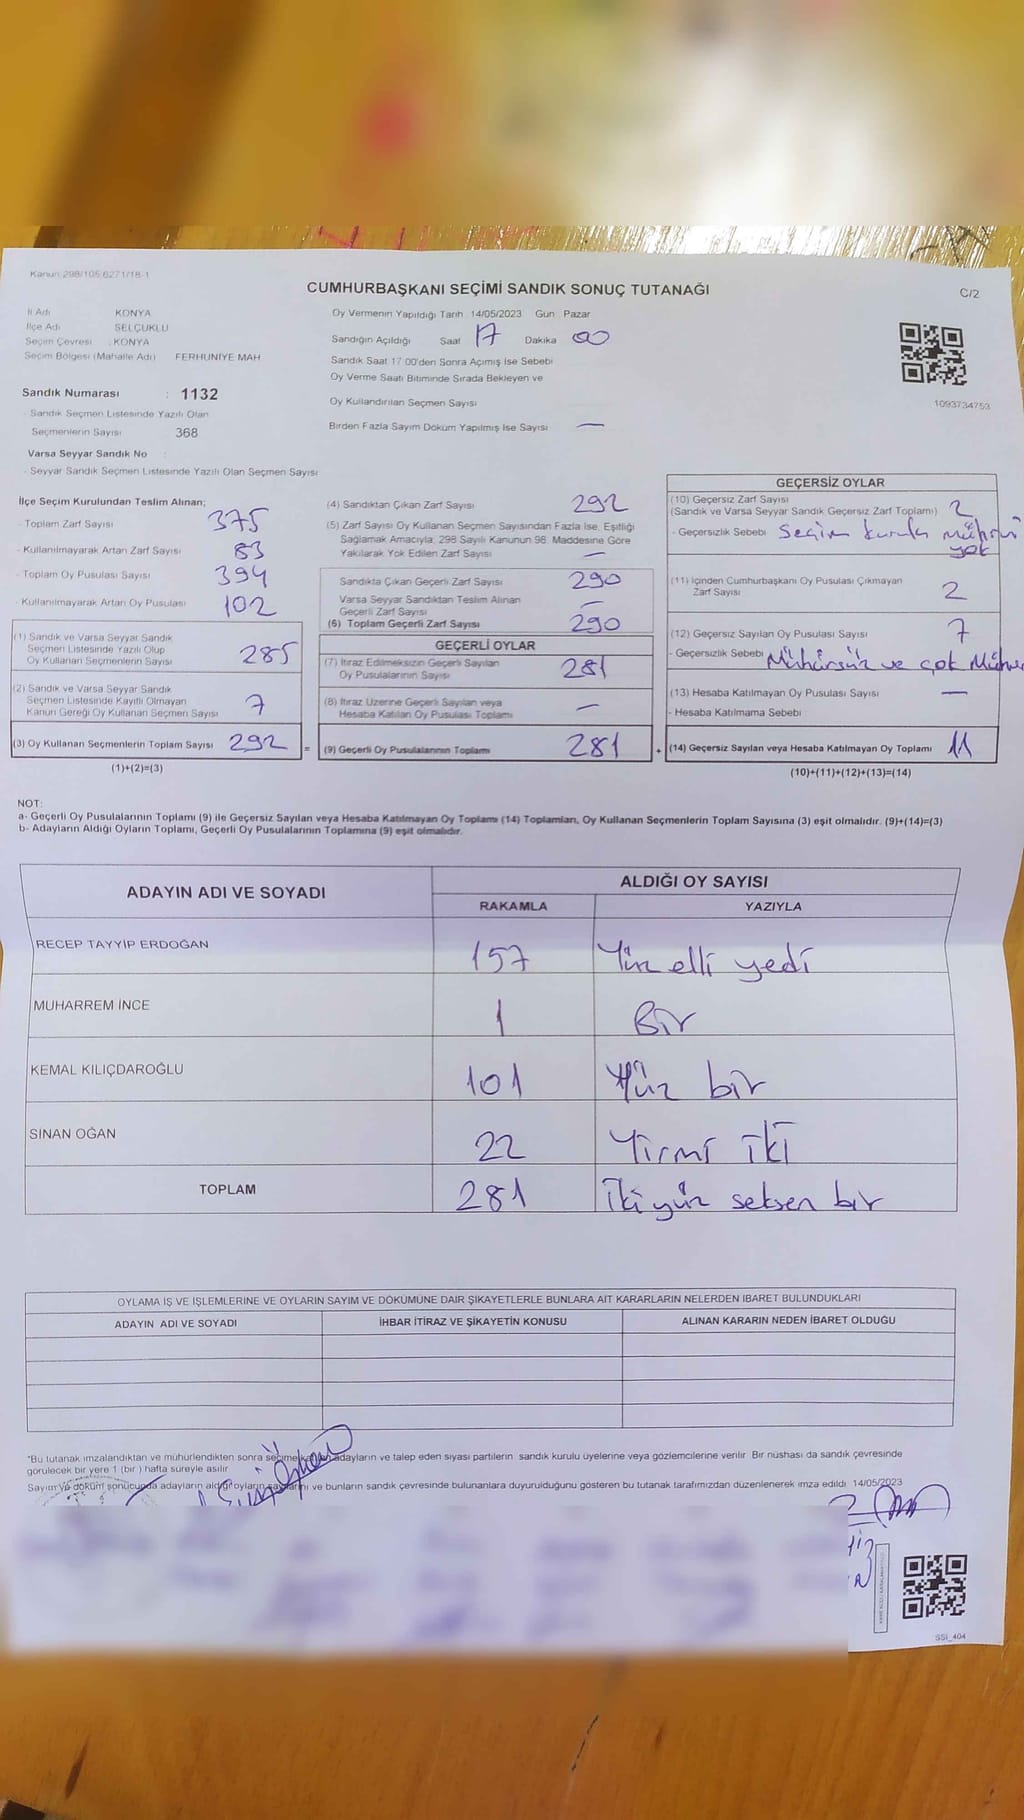 Kanun 298/105 6271/18-1
CUMHURBAŞKANI SEÇİMİ SANDIK SONUÇ TUTANAĞI
C/2
İl Adı KONYA
İlçe Adı SELÇUKLU
Seçim Çevresi : KONYA
Seçim Bölgesi (Mahalle Adı) FERHUNİYE MAH
Oy Vermenin Yapıldığı Tarih 14/05/2023 Gün Pazar
Sandığın Açıldığı Saat 17 Dakika 00
Sandık Saat 17 00'den Sonra Açımış İse Sebebi
Oy Verme Saati Bitiminde Sırada Bekleyen ve
Oy Kullandırılan Seçmen Sayısı
Birden Fazla Sayım Döküm Yapılmış İse Sayısı —
1093734753
Sandık Numarası : 1132
- Sandık Seçmen Listesinde Yazılı Olan
Seçmenlerin Sayısı 368
Varsa Seyyar Sandık No :
- Seyyar Sandık Seçmen Listesinde Yazılı Olan Seçmen Sayısı
İlçe Seçim Kurulundan Teslim Alınan;
- Toplam Zarf Sayısı 375
- Kullanılmayarak Artan Zarf Sayısı 83
- Toplam Oy Pusulası Sayısı 394
- Kullanılmayarak Artan Oy Pusulası 102
(1) Sandık ve Varsa Seyyar Sandık
Seçmen Listesinde Yazılı Olup
Oy Kullanan Seçmenlerin Sayısı 285
(2) Sandık ve Varsa Seyyar Sandık
Seçmen Listesinde Kayıtlı Olmayan
Kanun Gereği Oy Kullanan Seçmen Sayısı 7
(3) Oy Kullanan Seçmenlerin Toplam Sayısı 292 =
(1)+(2)=(3)
(4) Sandıktan Çıkan Zarf Sayısı 292
(5) Zarf Sayısı Oy Kullanan Seçmen Sayısından Fazla İse, Eşitliği
Sağlamak Amacıyla, 298 Sayılı Kanunun 98. Maddesine Göre
Yakılarak Yok Edilen Zarf Sayısı —
Sandıkta Çıkan Geçerli Zarf Sayısı 290
Varsa Seyyar Sandıktan Teslim Alınan
Geçerli Zarf Sayısı —
(6) Toplam Geçerli Zarf Sayısı 290
GEÇERLİ OYLAR
(7) İtiraz Edilmeksizin Geçerli Sayılan
Oy Pusulalarının Sayısı 281
(8) İtiraz Üzerine Geçerli Sayılan veya
Hesaba Katılan Oy Pusulası Toplamı —
(9) Geçerli Oy Pusulalarının Toplamı 281 +
GEÇERSİZ OYLAR
(10) Geçersiz Zarf Sayısı
(Sandık ve Varsa Seyyar Sandık Geçersiz Zarf Toplamı) 2
- Geçersizlik Sebebi Seçim kurulu mührü
yok
(11) İçinden Cumhurbaşkanı Oy Pusulası Çıkmayan
Zarf Sayısı 2
(12) Geçersiz Sayılan Oy Pusulası Sayısı 7
- Geçersizlik Sebebi Mühürsüz ve çok Mühür
(13) Hesaba Katılmayan Oy Pusulası Sayısı —
- Hesaba Katılmama Sebebi
(14) Geçersiz Sayılan veya Hesaba Katılmayan Oy Toplamı 11
(10)+(11)+(12)+(13)=(14)
NOT:
a- Geçerli Oy Pusulalarının Toplamı (9) ile Geçersiz Sayılan veya Hesaba Katılmayan Oy Toplamı (14) Toplamları, Oy Kullanan Seçmenlerin Toplam Sayısına (3) eşit olmalıdır. (9)+(14)=(3)
b- Adayların Aldığı Oyların Toplamı, Geçerli Oy Pusulalarının Toplamına (9) eşit olmalıdır.
ADAYIN ADI VE SOYADI ALDIĞI OY SAYISI
RAKAMLA YAZIYLA
RECEP TAYYİP ERDOĞAN 157 Yüz elli yedi
MUHARREM İNCE 1 Bir
KEMAL KILIÇDAROĞLU 101 Yüz bir
SİNAN OĞAN 22 Yirmi iki
TOPLAM 281 İki yüz seksen bir
OYLAMA İŞ VE İŞLEMLERİNE VE OYLARIN SAYIM VE DÖKÜMÜNE DAİR ŞİKAYETLERLE BUNLARA AİT KARARLARIN NELERDEN İBARET BULUNDUKLARI
ADAYIN ADI VE SOYADI İHBAR İTİRAZ VE ŞİKAYETİN KONUSU ALINAN KARARIN NEDEN İBARET OLDUĞU
*Bu tutanak imzalandıktan ve mühürlendikten sonra seçime adayların ve talep eden siyasi partilerin sandık kurulu üyelerine veya gözlemcilerine verilir Bir nüshası da sandık çevresinde
görülecek bir yere 1 (bir ) hafta süreyle asılır
Sayım ve döküm sonucunda adayların aldığı oyların ve bunların sandık çevresinde bulunanlara duyurulduğunu gösteren bu tutanak tarafımızdan düzenlenerek imza edildi 14/05/2023
SSİ_404